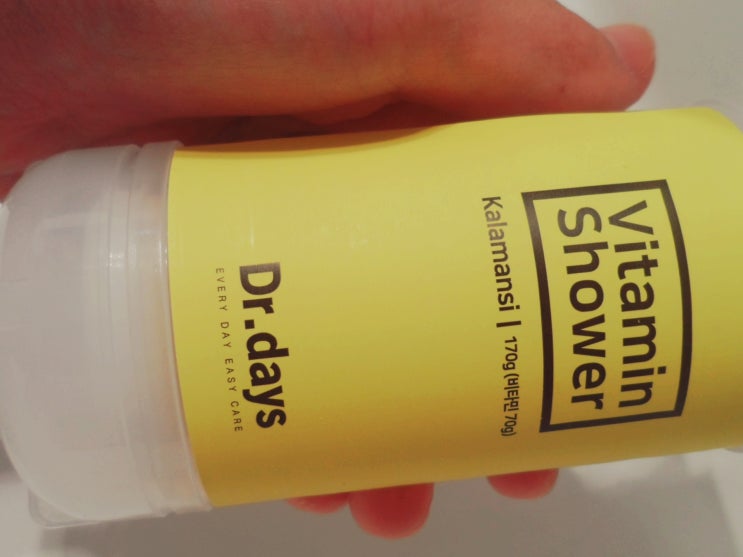 Vitamin
Shower
Kalamansi | 170g (비타민 70g)
Dr.days
EVERY DAY EASY CARE